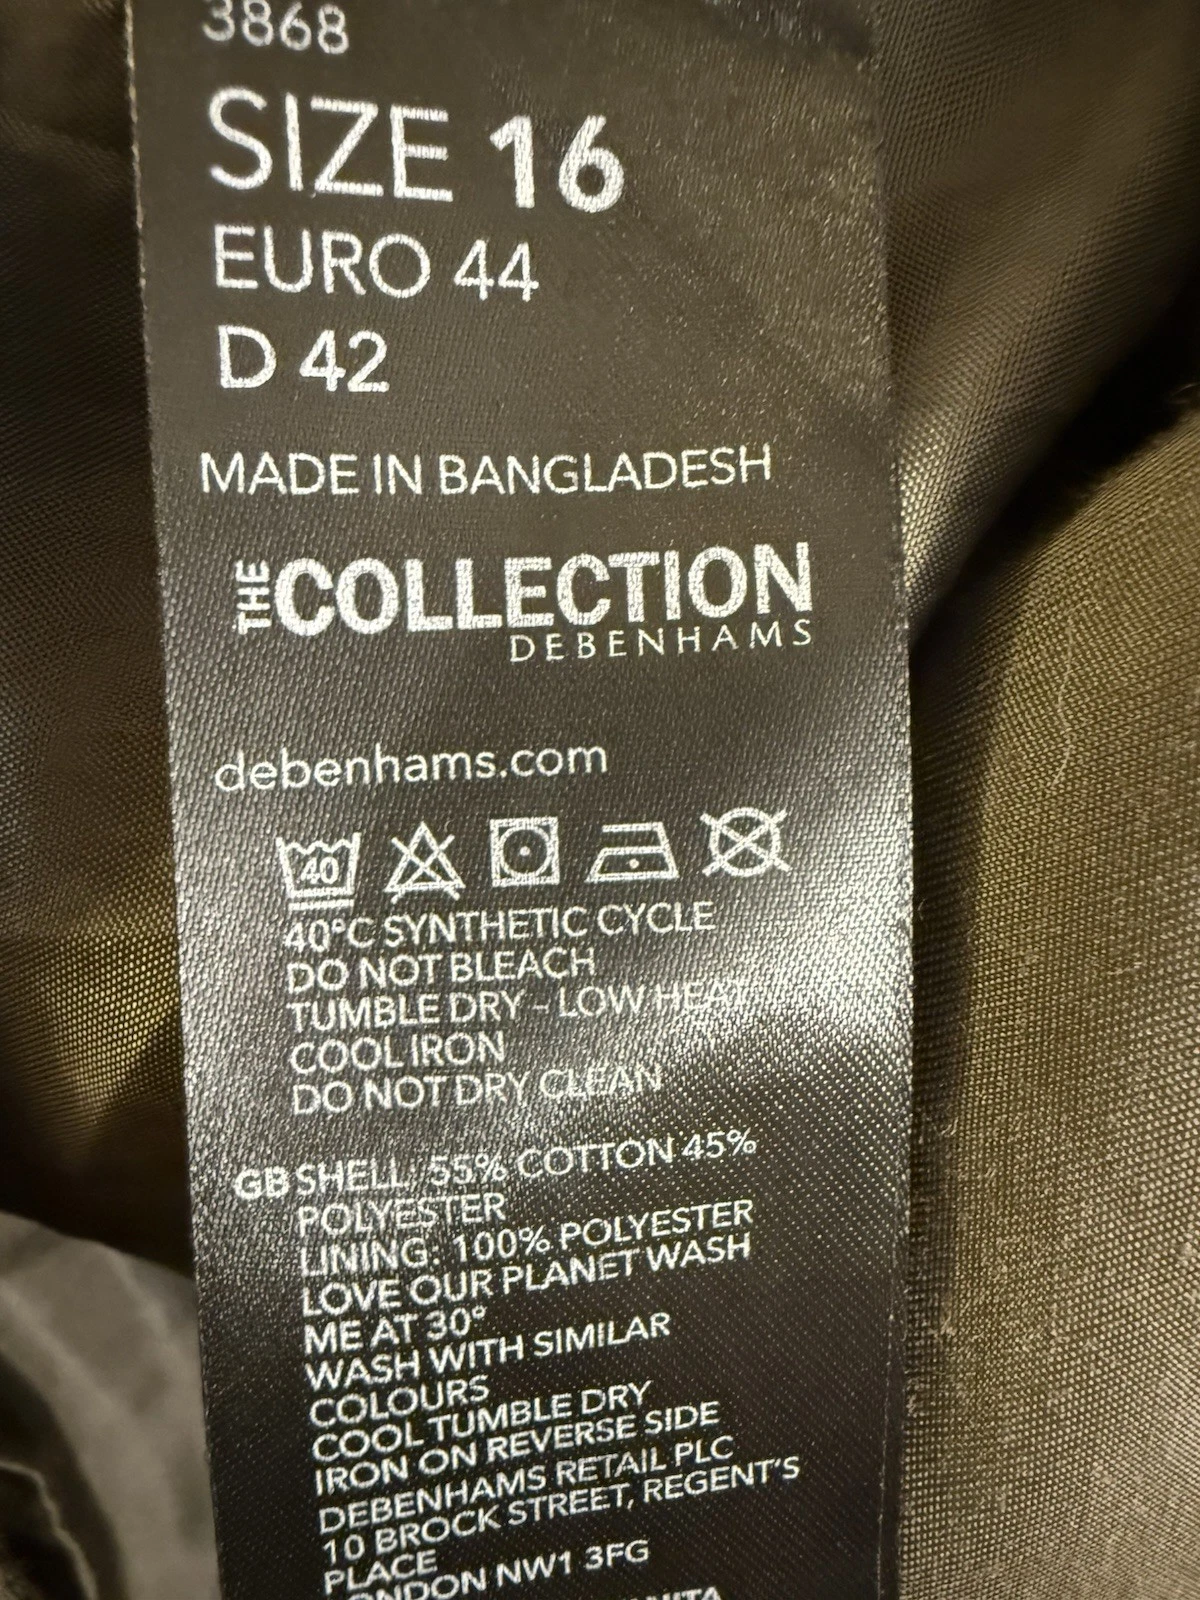 3868
SIZE 16
EURO 44
D 42
MADE IN BANGLADESH
THE COLLECTION
DEBENHAMS
debenhams.com
40
40°C SYNTHETIC CYCLE
DO NOT BLEACH
TUMBLE DRY – LOW HEAT
COOL IRON
DO NOT DRY CLEAN
GB SHELL: 55% COTTON 45%
POLYESTER
LINING: 100% POLYESTER
LOVE OUR PLANET WASH
ME AT 30°
WASH WITH SIMILAR
COLOURS
COOL TUMBLE DRY
IRON ON REVERSE SIDE
DEBENHAMS RETAIL PLC
10 BROCK STREET, REGENT'S
PLACE
LONDON NW1 3FG